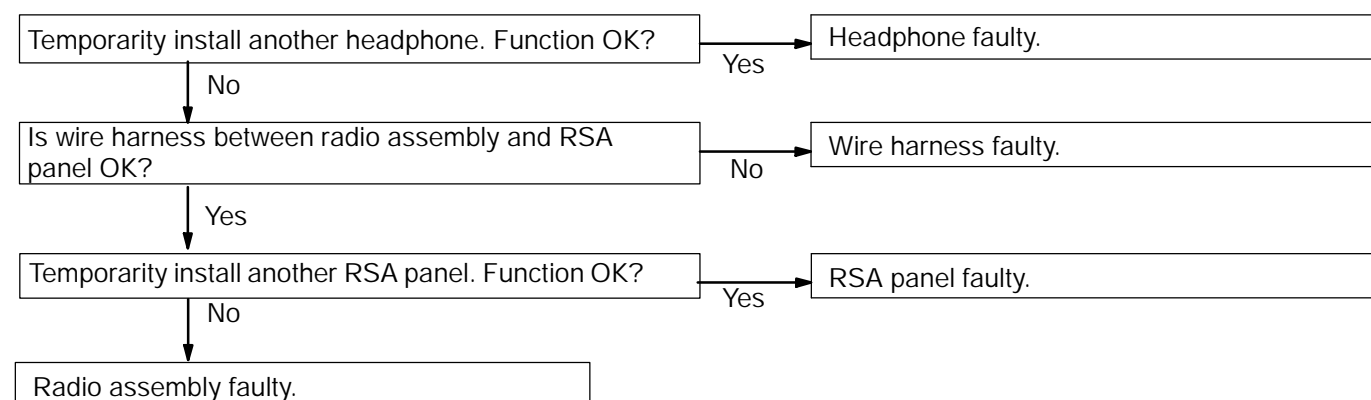 Temporarity install another headphone. Function OK?
Yes
Headphone faulty.
No
Is wire harness between radio assembly and RSA
panel OK?
No
Wire harness faulty.
Yes
Temporarity install another RSA panel. Function OK?
Yes
RSA panel faulty.
No
Radio assembly faulty.